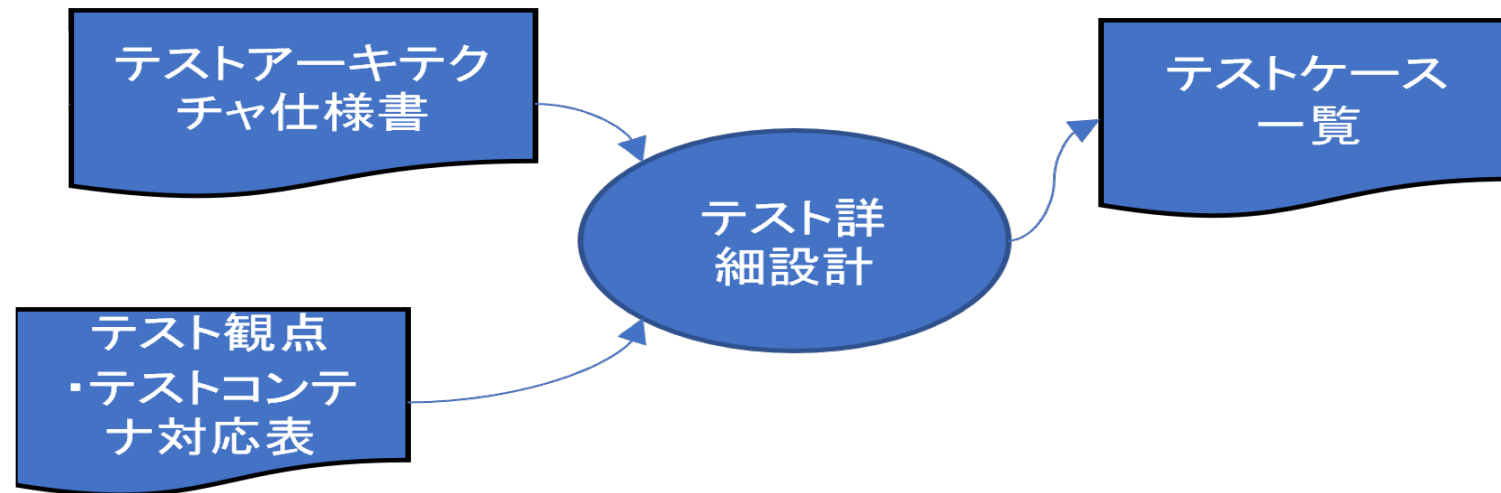 テストアーキテク
チャ仕様書
テスト観点
・テストコンテ
ナ対応表
テスト詳
細設計
テストケース
一覧